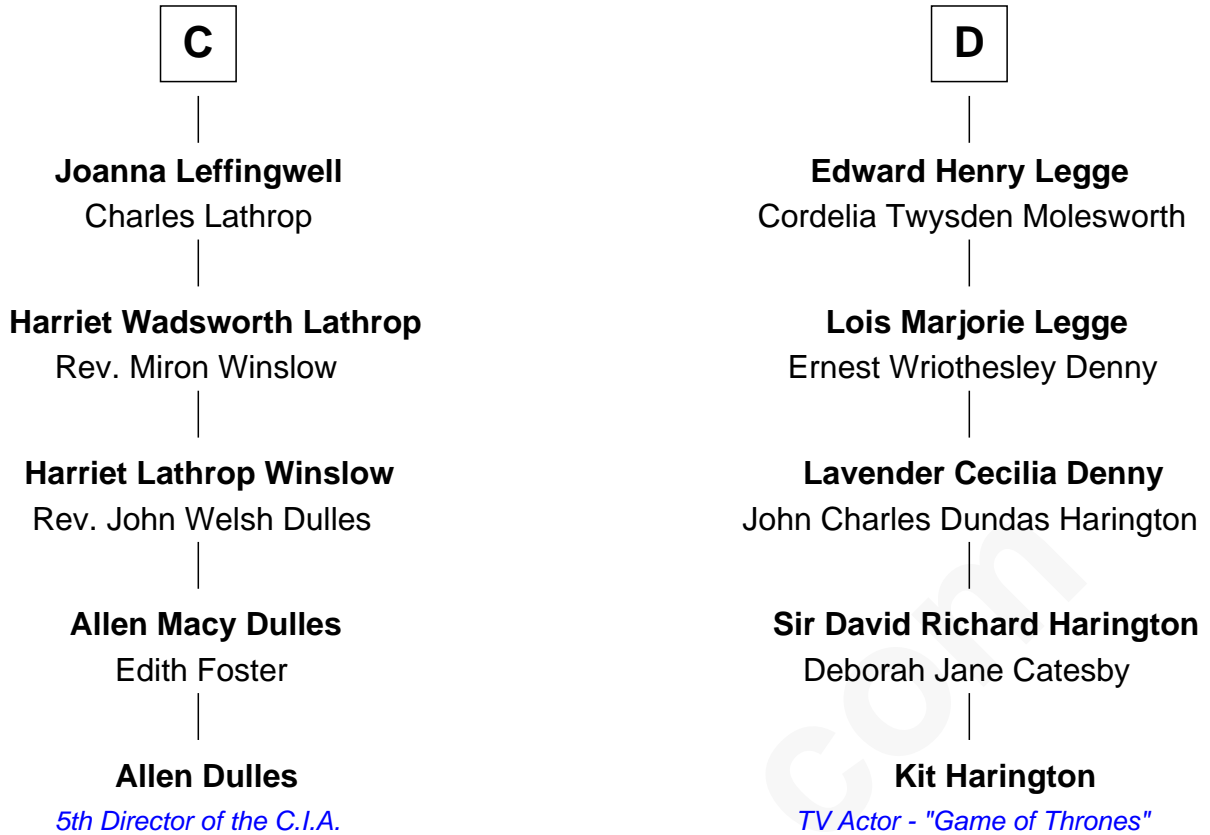 C
Joanna Leffingwell
Charles Lathrop
Harriet Wadsworth Lathrop
Rev. Miron Winslow
Harriet Lathrop Winslow
Rev. John Welsh Dulles
Allen Macy Dulles
Edith Foster
Allen Dulles
5th Director of the C.I.A.
D
Edward Henry Legge
Cordelia Twysden Molesworth
Lois Marjorie Legge
Ernest Wriothesley Denny
Lavender Cecilia Denny
John Charles Dundas Harington
Sir David Richard Harington
Deborah Jane Catesby
Kit Harington
TV Actor - "Game of Thrones"
com